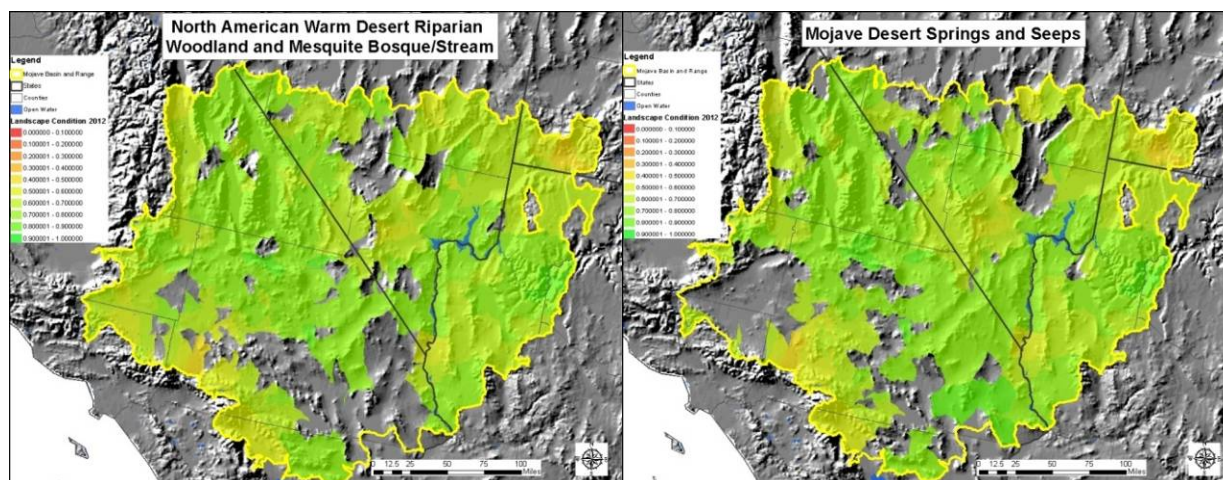 North American Warm Desert Riparian
Woodland and Mesquite Bosque/Stream
Legend
Mojave Basin and Range
States
Counties
Open Water
Landscape Condition 2012
0.000000 - 0.100000
0.100001 - 0.200000
0.200001 - 0.300000
0.300001 - 0.400000
0.400001 - 0.500000
0.500001 - 0.600000
0.600001 - 0.700000
0.700001 - 0.800000
0.800001 - 0.900000
0.900001 - 1.000000
0 12.5 25 50 75 100
Miles
Mojave Desert Springs and Seeps
Legend
Mojave Basin and Range
States
Counties
Open Water
Landscape Condition 2012
0.000000 - 0.100000
0.100001 - 0.200000
0.200001 - 0.300000
0.300001 - 0.400000
0.400001 - 0.500000
0.500001 - 0.600000
0.600001 - 0.700000
0.700001 - 0.800000
0.800001 - 0.900000
0.900001 - 1.000000
0 12.5 25 50 75 100
Miles